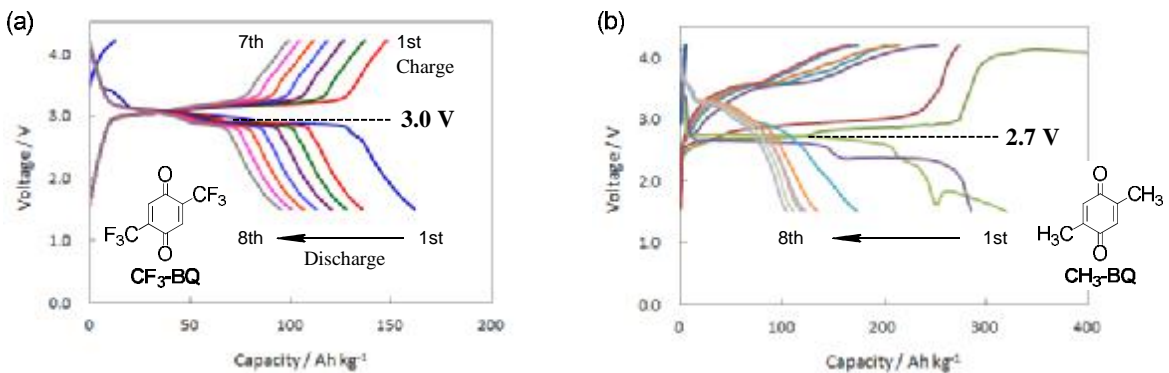 (a)
4.0
3.0
2.0
1.0
0.0
Voltage / V
0
50
100
150
200
Capacity / Ah kg⁻¹
7th
1st
Charge
3.0 V
8th
1st
Discharge
O
CF₃
F₃C
O
CF₃-BQ
(b)
4.0
3.0
2.0
1.0
0.0
Voltage / V
0
100
200
300
400
Capacity / Ah kg⁻¹
2.7 V
8th
1st
O
CH₃
H₃C
O
CH₃-BQ